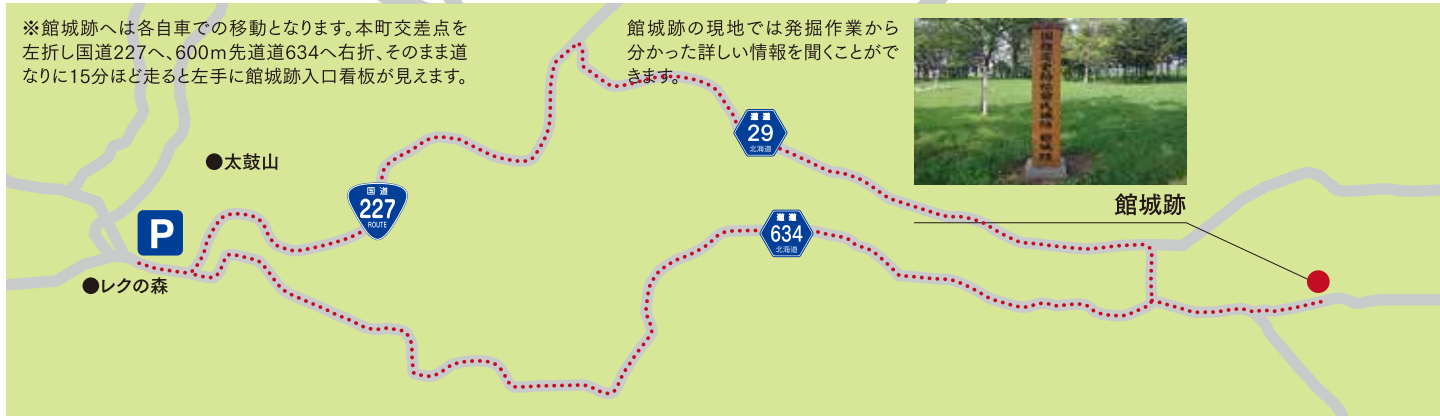 ※館城跡へは各自車での移動となります。本町交差点を
左折し国道227へ、600m先道道634へ右折、そのまま道
なりに15分ほど走ると左手に館城跡入口看板が見えます。
館城跡の現地では発掘作業から
分かった詳しい情報を聞くことがで
きます。
道道
29
北海道
●太鼓山
国道
227
ROUTE
館城跡
P
道道
634
北海道
●レクの森